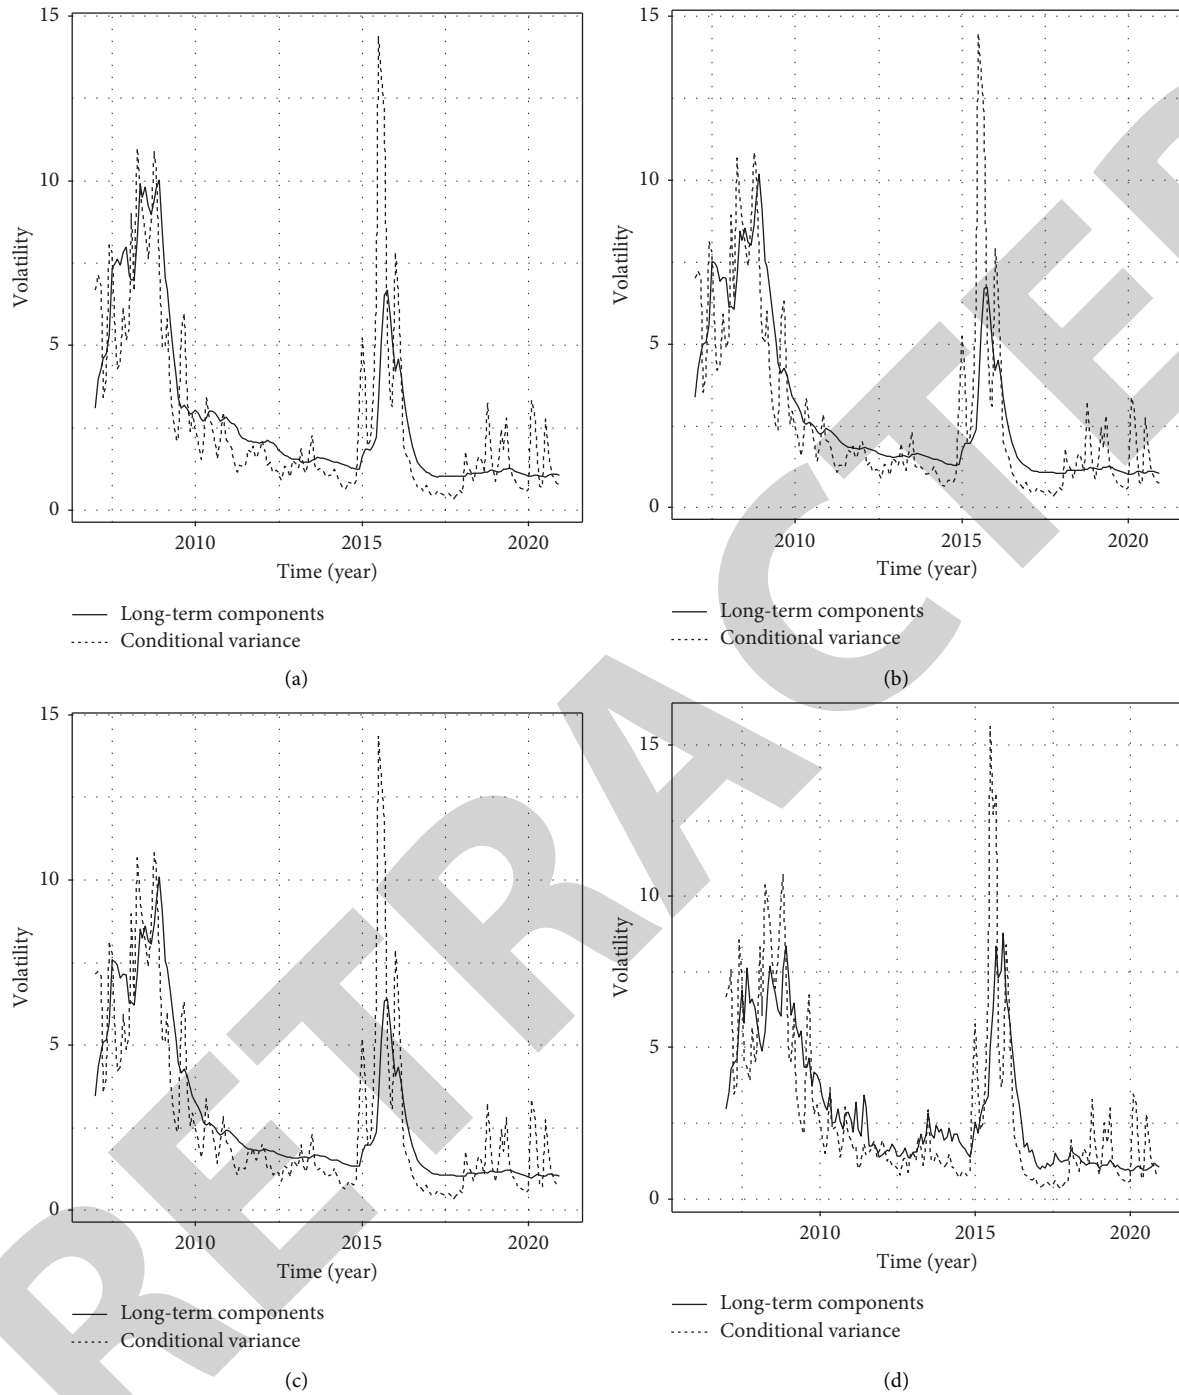 15
10
5
0
Volatility
2010
2015
2020
Time (year)
Long-term components
Conditional variance
(a)
15
10
5
0
Volatility
2010
2015
2020
Time (year)
Long-term components
Conditional variance
(b)
15
10
5
0
Volatility
2010
2015
2020
Time (year)
Long-term components
Conditional variance
(c)
15
10
5
0
Volatility
2010
2015
2020
Time (year)
Long-term components
Conditional variance
(d)
RETRACTED